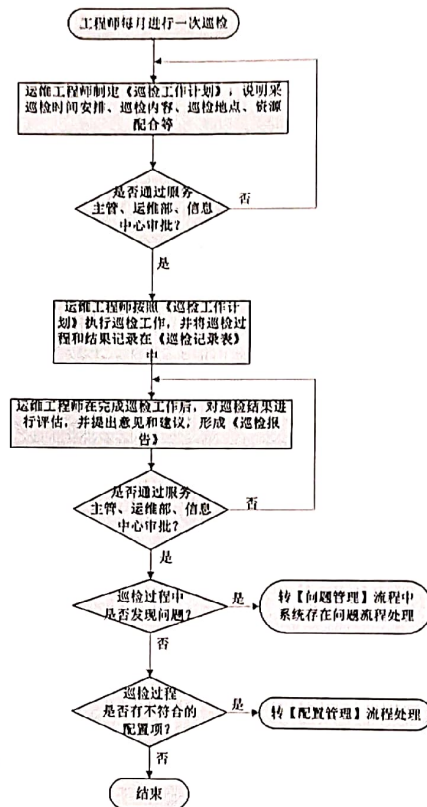 工程师每月进行一次巡检
运维工程师制定《巡检工作计划》，说明采
巡检时间安排、巡检内容、巡检地点、资源
配合等
是否通过服务
主管、运维部、信息
中心审批？
否
是
运维工程师按照《巡检工作计
划》执行巡检工作，并将巡检过
程和结果记录在《巡检记录表》
中
运维工程师在完成巡检工作后，对巡检结果进
行评估，并提出意见和建议，形成《巡检报
告》
是否通过服务
主管、运维部、信息
中心审批？
否
是
巡检过程中
是否发现问题？
是
转【问题管理】流程中
系统存在问题流程处理
否
巡检过程
是否有不符合的
配置项？
是
转【配置管理】流程处理
否
结束